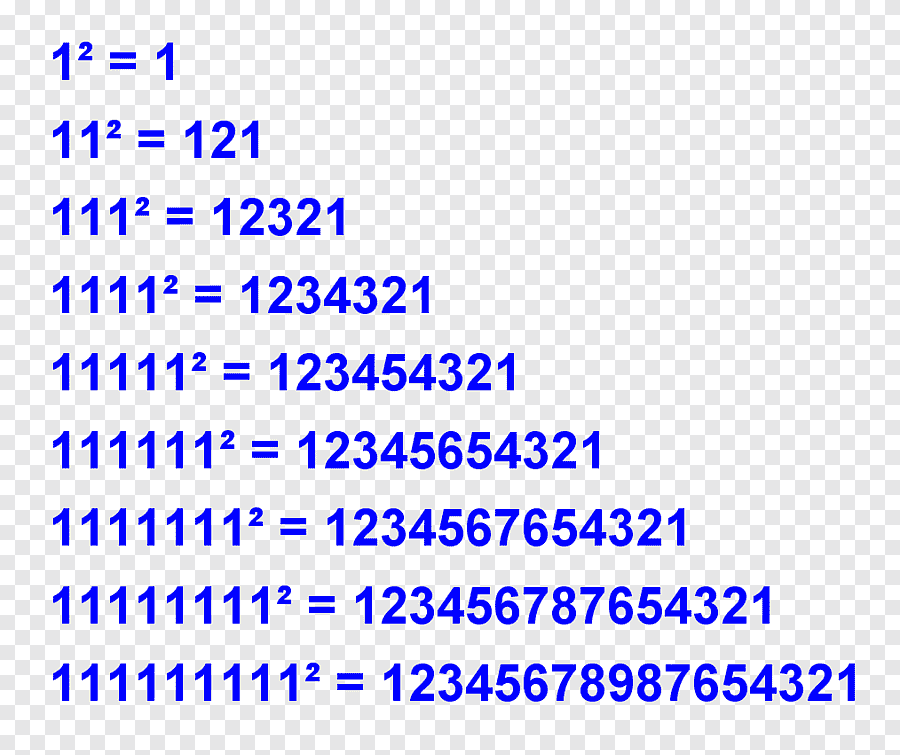 1² = 1
11² = 121
111² = 12321
1111² = 1234321
11111² = 123454321
111111² = 12345654321
1111111² = 1234567654321
11111111² = 123456787654321
111111111² = 12345678987654321